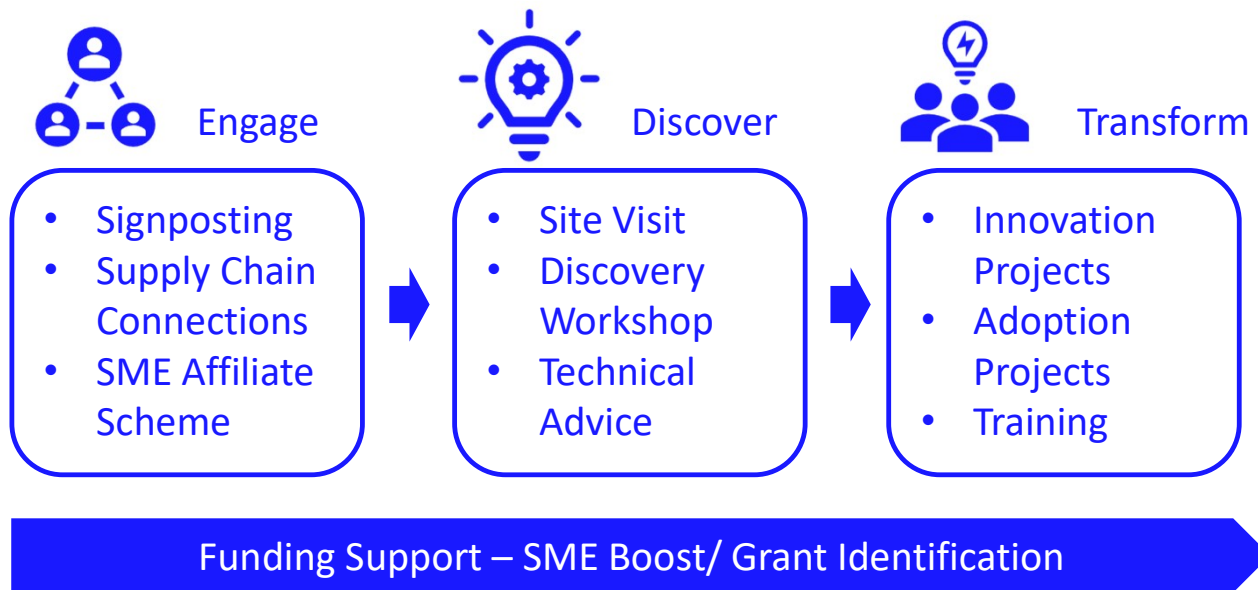 Engage
• Signposting
• Supply Chain
Connections
• SME Affiliate
Scheme
Discover
• Site Visit
• Discovery
Workshop
• Technical
Advice
Transform
• Innovation
Projects
• Adoption
Projects
• Training
Funding Support – SME Boost/ Grant Identification